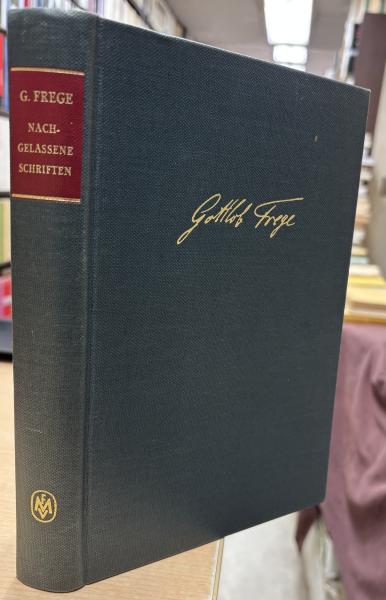 G. FREGE
NACH-
GELASSENE
SCHRIFTEN
Gottlob Frege